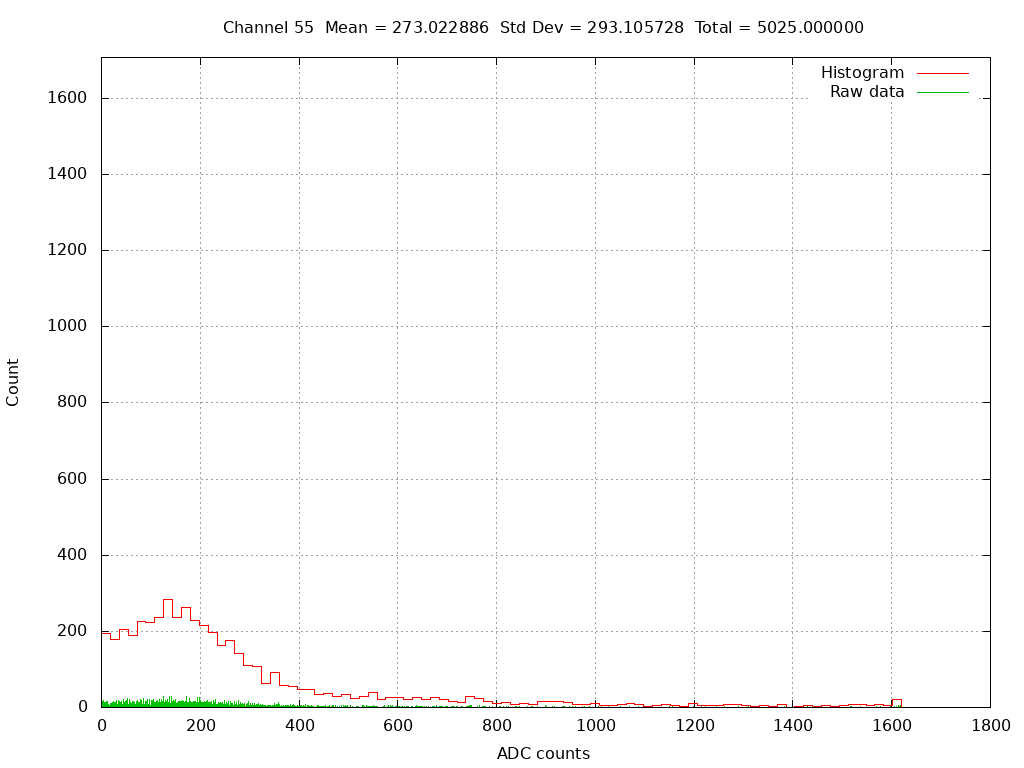 Channel 55  Mean = 273.022886  Std Dev = 293.105728  Total = 5025.000000
Histogram
Raw data
1600
1400
1200
1000
800
600
400
200
0
Count
0 200 400 600 800 1000 1200 1400 1600 1800
ADC counts